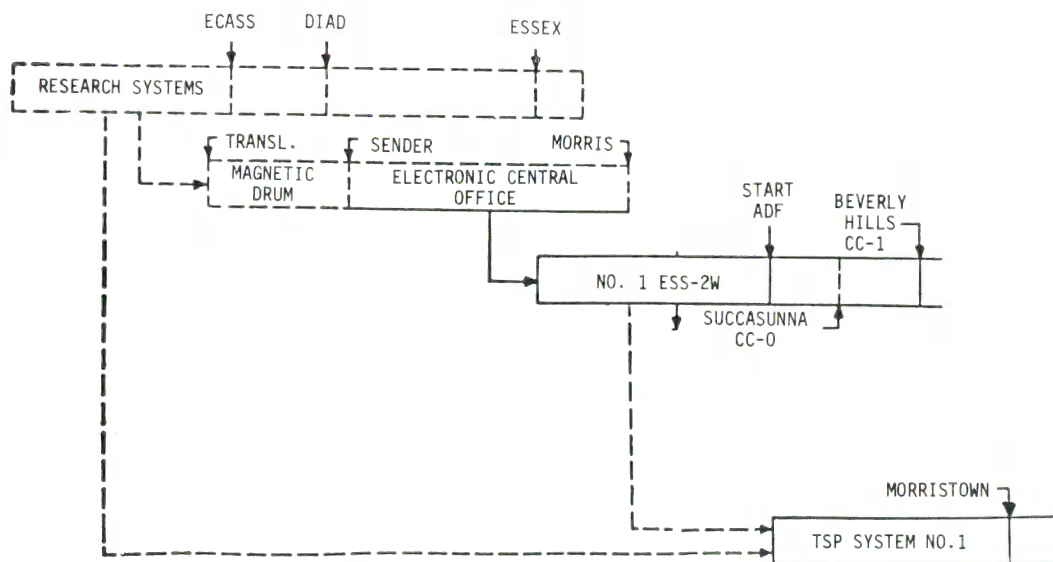 ECASS
DIAD
ESSEX
RESEARCH SYSTEMS
TRANSL.
SENDER
MORRIS
MAGNETIC
DRUM
ELECTRONIC CENTRAL
OFFICE
START
ADF
BEVERLY
HILLS
CC-1
NO. 1 ESS-2W
SUCCASUNNA
CC-0
MORRISTOWN
TSP SYSTEM NO.1